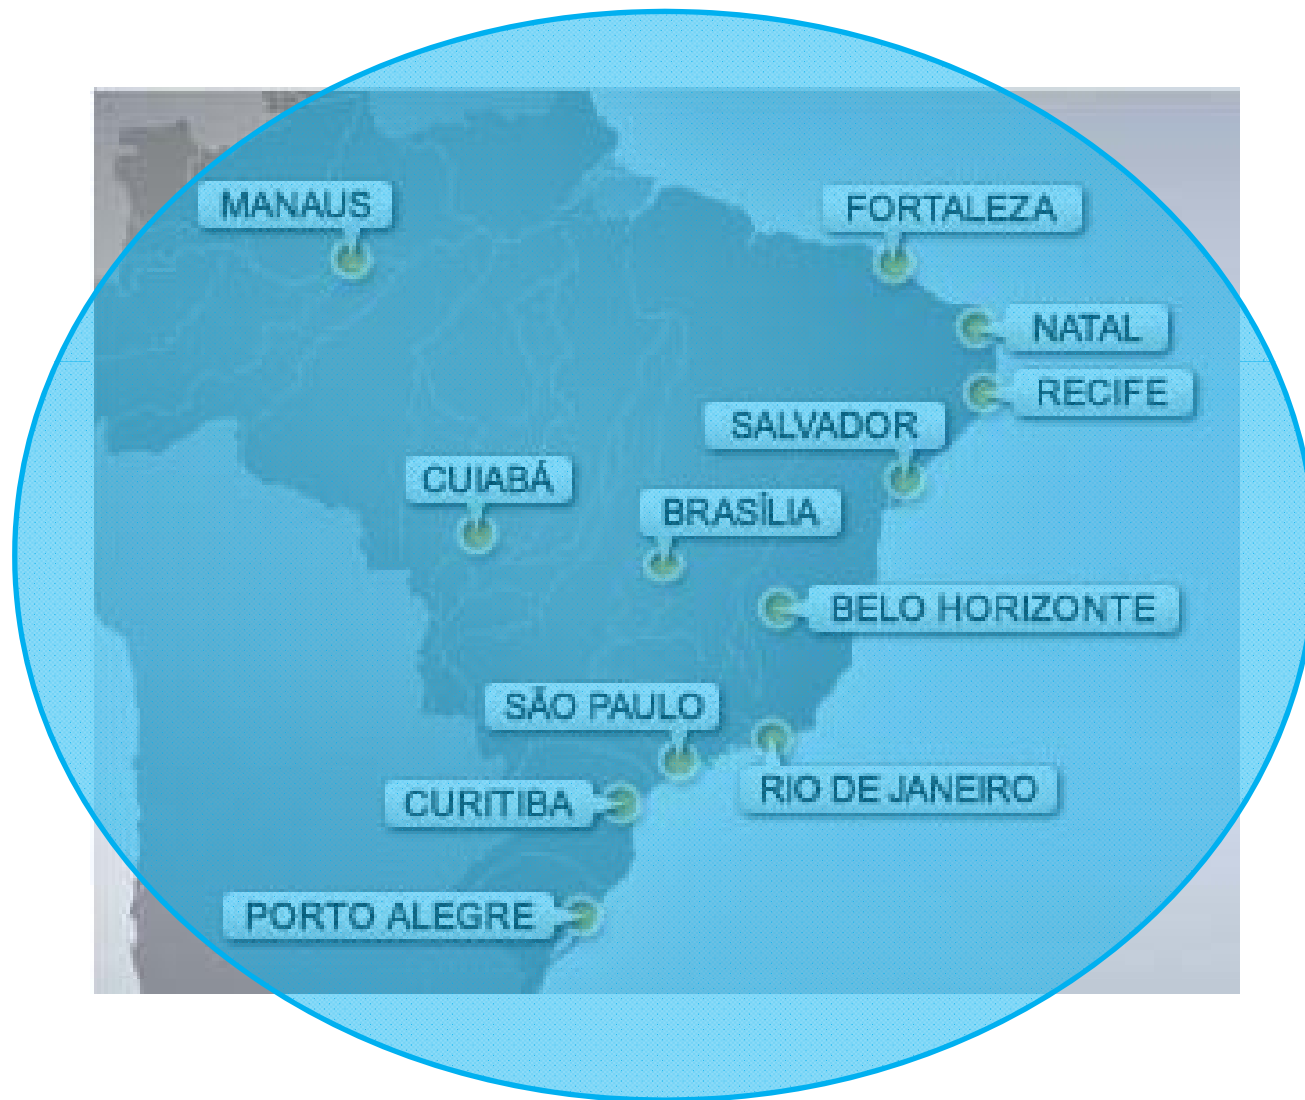 MANAUS
FORTALEZA
NATAL
RECIFE
SALVADOR
CUIABÁ
BRASÍLIA
BELO HORIZONTE
SÃO PAULO
RIO DE JANEIRO
CURITIBA
PORTO ALEGRE